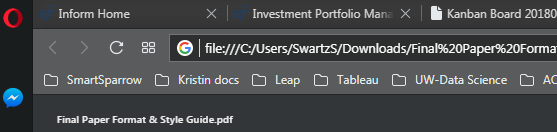 Inform Home Investment Portfolio Mana Kanban Board 20180
file:///C:/Users/SwartzS/Downloads/Final%20Paper%20Forma
SmartSparrow Kristin docs Leap Tableau UW-Data Science AC
Final Paper Format & Style Guide.pdf